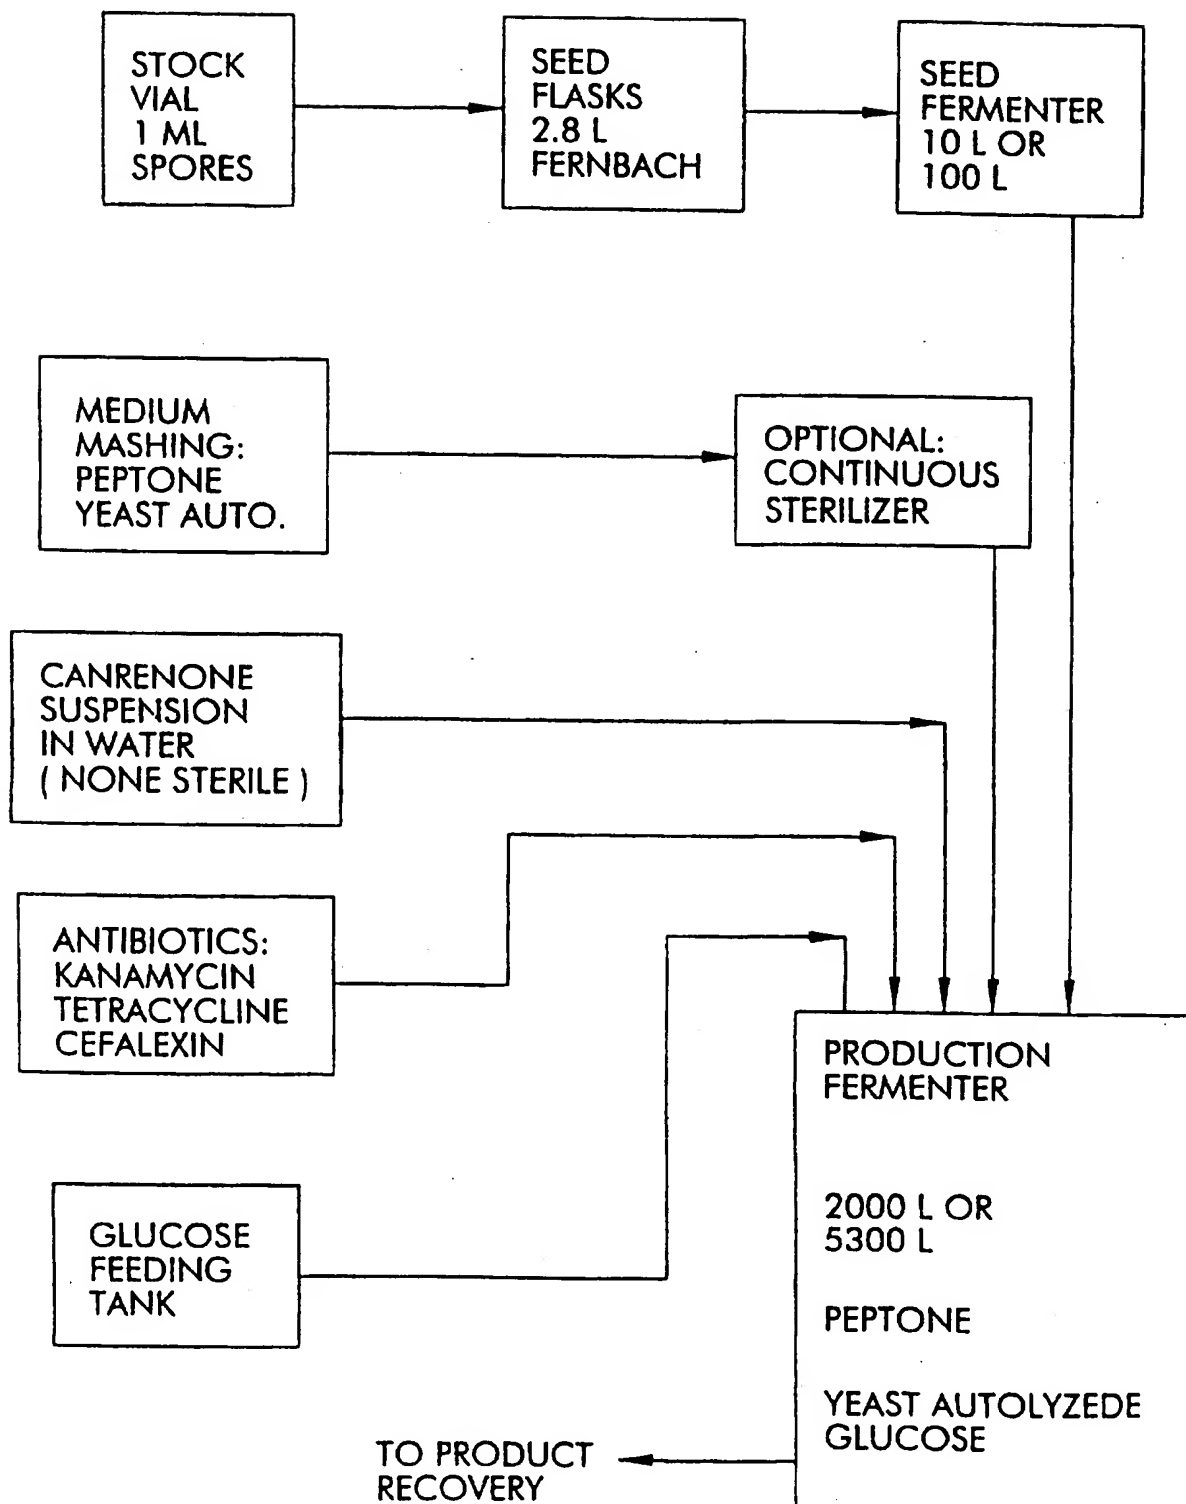 STOCK
VIAL
1 ML
SPORES
SEED
FLASKS
2.8 L
FERNBACH
SEED
FERMENTER
10 L OR
100 L
MEDIUM
MASHING:
PEPTONE
YEAST AUTO.
OPTIONAL:
CONTINUOUS
STERILIZER
CANRENONE
SUSPENSION
IN WATER
( NONE STERILE )
ANTIBIOTICS:
KANAMYCIN
TETRACYCLINE
CEFALEXIN
GLUCOSE
FEEDING
TANK
PRODUCTION
FERMENTER
2000 L OR
5300 L
PEPTONE
YEAST AUTOLYZEDE
GLUCOSE
TO PRODUCT
RECOVERY